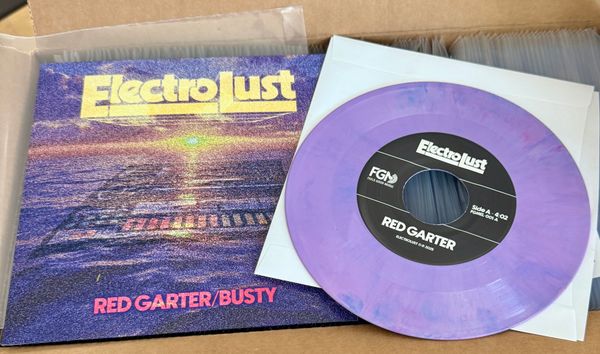 ElectroLust
RED GARTER/BUSTY
ElectroLust
FGN
Side A - 4:02
RED GARTER